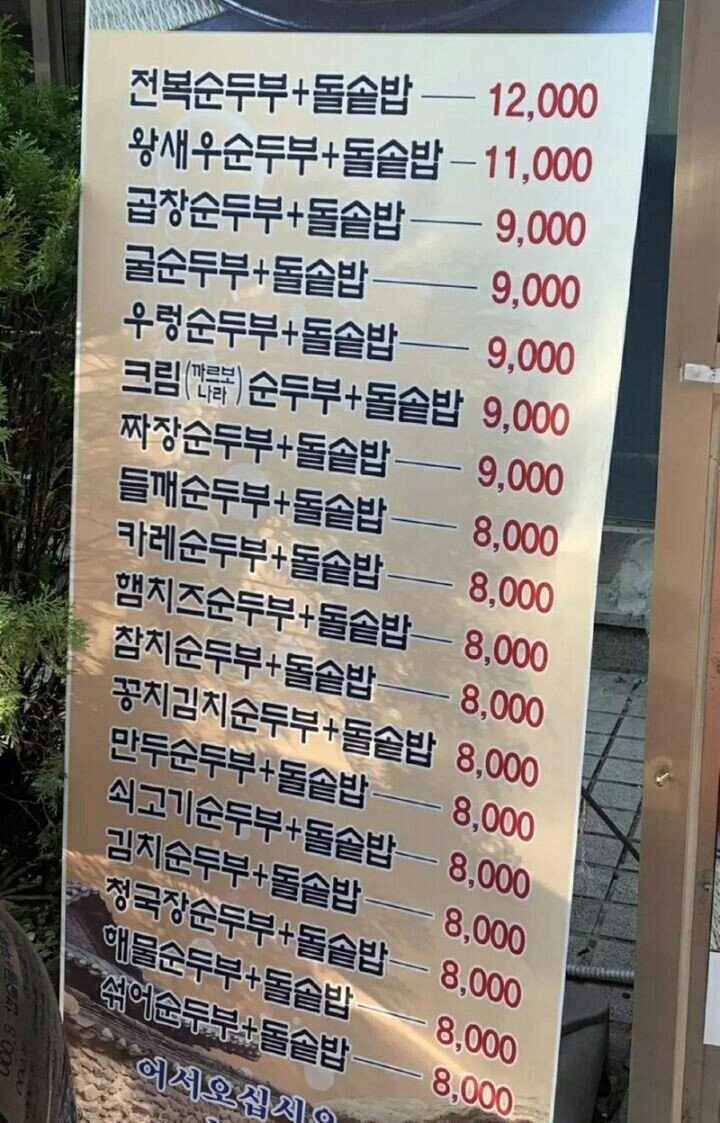 전복순두부+돌솥밥 12,000
왕새우순두부+돌솥밥 11,000
곱창순두부+돌솥밥 9,000
굴순두부+돌솥밥 9,000
우렁순두부+돌솥밥 9,000
크림(까르보나라)순두부+돌솥밥 9,000
짜장순두부+돌솥밥 9,000
들깨순두부+돌솥밥 8,000
카레순두부+돌솥밥 8,000
햄치즈순두부+돌솥밥 8,000
참치순두부+돌솥밥 8,000
꽁치김치순두부+돌솥밥 8,000
만두순두부+돌솥밥 8,000
쇠고기순두부+돌솥밥 8,000
김치순두부+돌솥밥 8,000
청국장순두부+돌솥밥 8,000
해물순두부+돌솥밥 8,000
섞어순두부+돌솥밥 8,000
어서오십시오